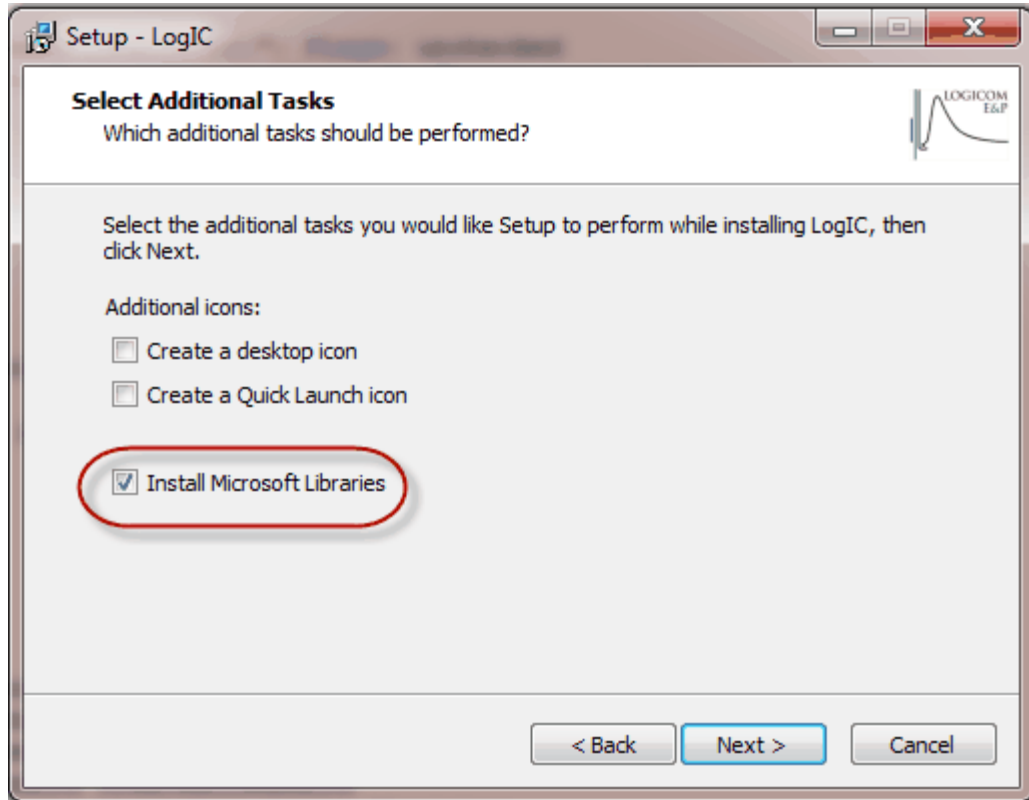 Setup - LogIC
Select Additional Tasks
Which additional tasks should be performed?
LOGICOM
E&P
Select the additional tasks you would like Setup to perform while installing LogIC, then
click Next.
Additional icons:
Create a desktop icon
Create a Quick Launch icon
Install Microsoft Libraries
< Back
Next >
Cancel